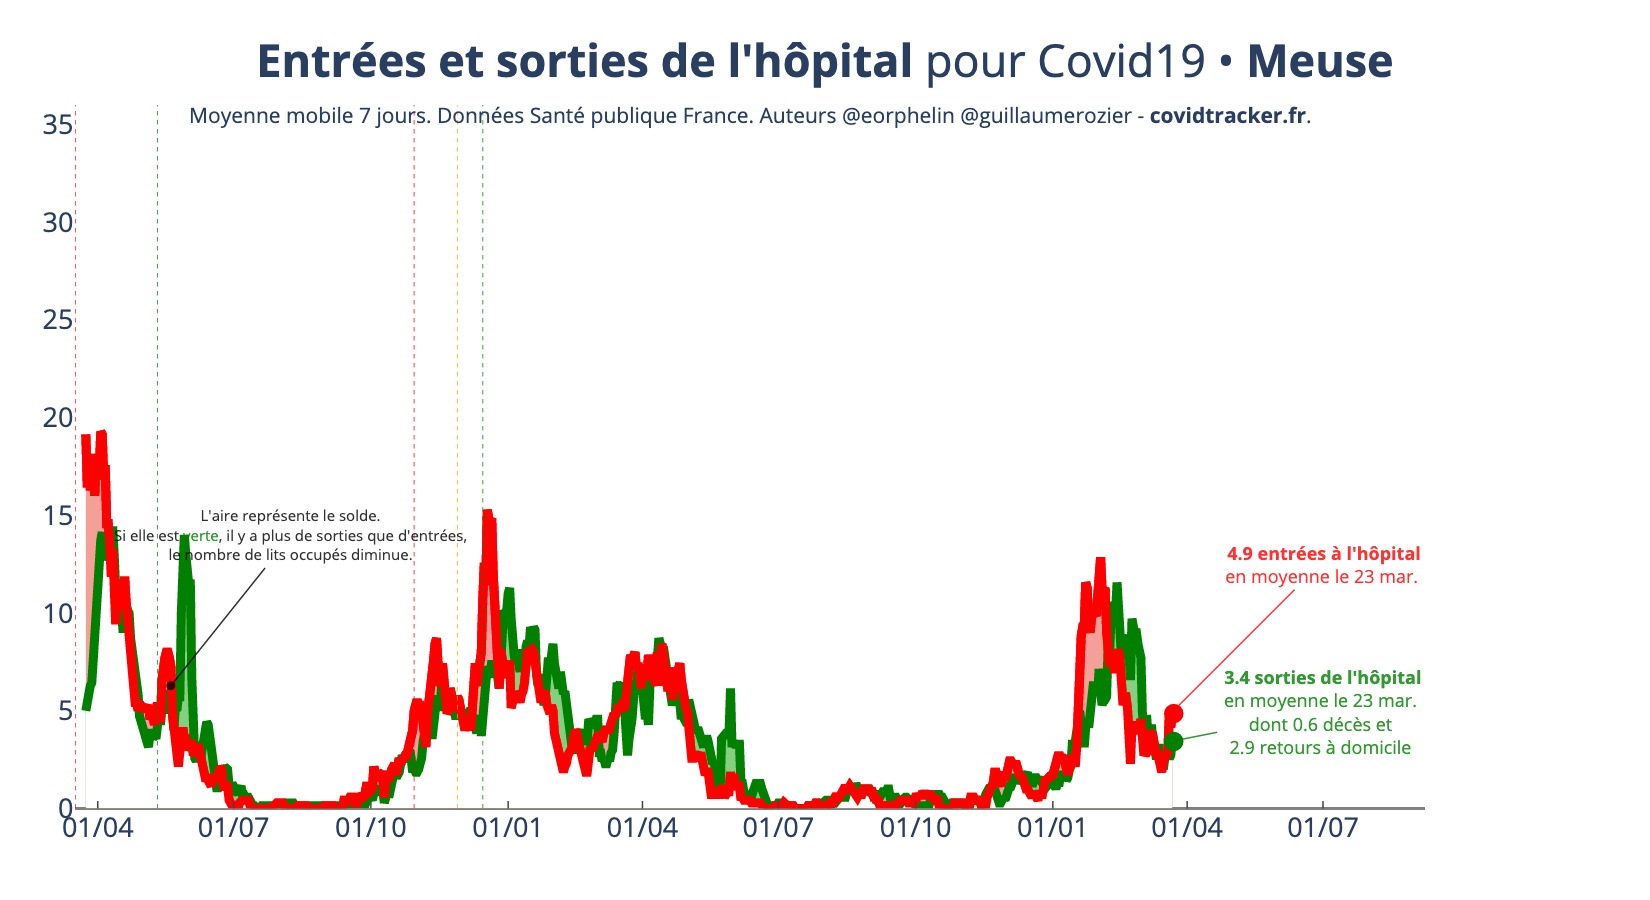 Entrées et sorties de l'hôpital pour Covid19 • Meuse
Moyenne mobile 7 jours. Données Santé publique France. Auteurs @eorphelin @guillaumerozier - covidtracker.fr.
35
30
25
20
15
10
5
0
L'aire représente le solde.
Si elle est verte, il y a plus de sorties que d'entrées,
le nombre de lits occupés diminue.
4.9 entrées à l'hôpital
en moyenne le 23 mar.
3.4 sorties de l'hôpital
en moyenne le 23 mar.
dont 0.6 décès et
2.9 retours à domicile
01/04 01/07 01/10 01/01 01/04 01/07 01/10 01/01 01/04 01/07